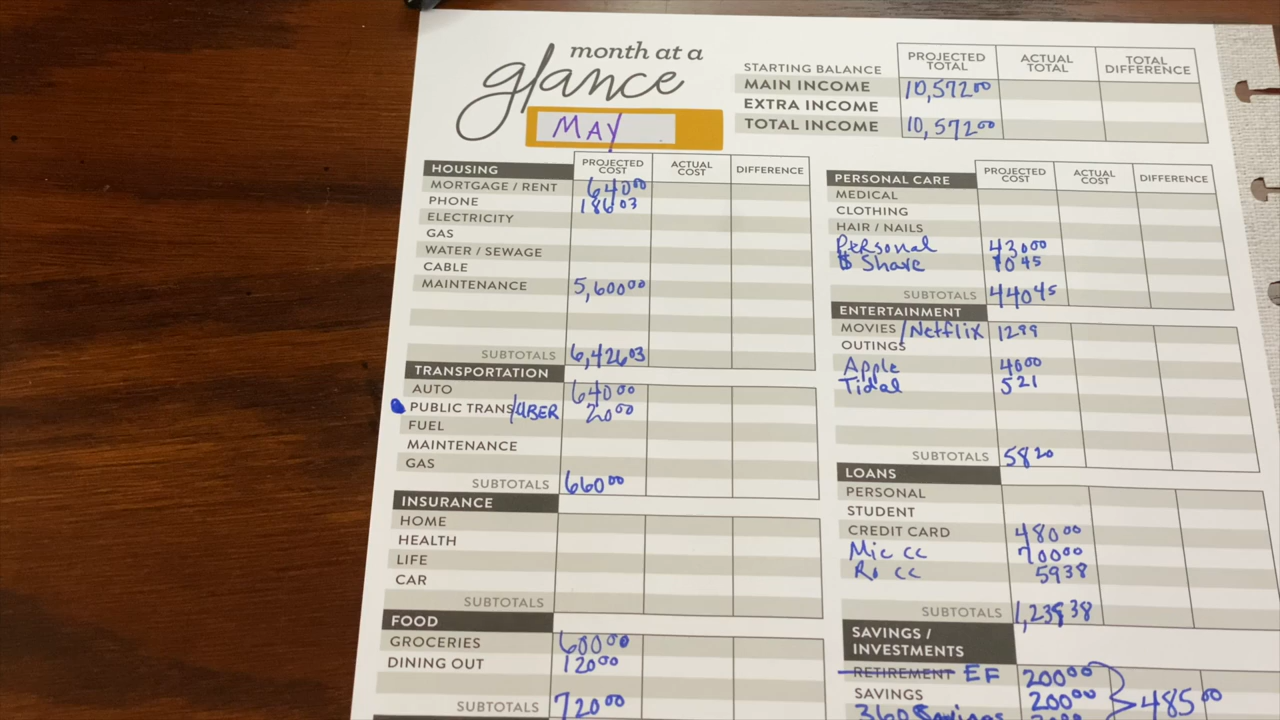 month at a
glance
MAY
PROJECTED TOTAL ACTUAL TOTAL TOTAL DIFFERENCE
STARTING BALANCE
MAIN INCOME 10,572.00
EXTRA INCOME
TOTAL INCOME 10,572.00
HOUSING PROJECTED COST ACTUAL COST DIFFERENCE
MORTGAGE / RENT 640.00
PHONE 186.03
ELECTRICITY
GAS
WATER / SEWAGE
CABLE
MAINTENANCE 5,600.00
SUBTOTALS 6,426.03
TRANSPORTATION
AUTO 640.00
PUBLIC TRANS/UBER 20.00
FUEL
MAINTENANCE
GAS
SUBTOTALS 660.00
INSURANCE
HOME
HEALTH
LIFE
CAR
SUBTOTALS
FOOD
GROCERIES 600.00
DINING OUT 120.00
SUBTOTALS 720.00
PERSONAL CARE PROJECTED COST ACTUAL COST DIFFERENCE
MEDICAL
CLOTHING
HAIR / NAILS
Personal 430.00
$ Share 10.45
SUBTOTALS 440.45
ENTERTAINMENT
MOVIES /Netflix 12.99
OUTINGS
Apple 40.00
Tidal 5.21
SUBTOTALS 58.20
LOANS
PERSONAL
STUDENT
CREDIT CARD 480.00
Mic cc 700.00
Ro cc 59.38
SUBTOTALS 1,239.38
SAVINGS / INVESTMENTS
RETIREMENT EF 200.00
SAVINGS 200.00 485.00
360 Savings